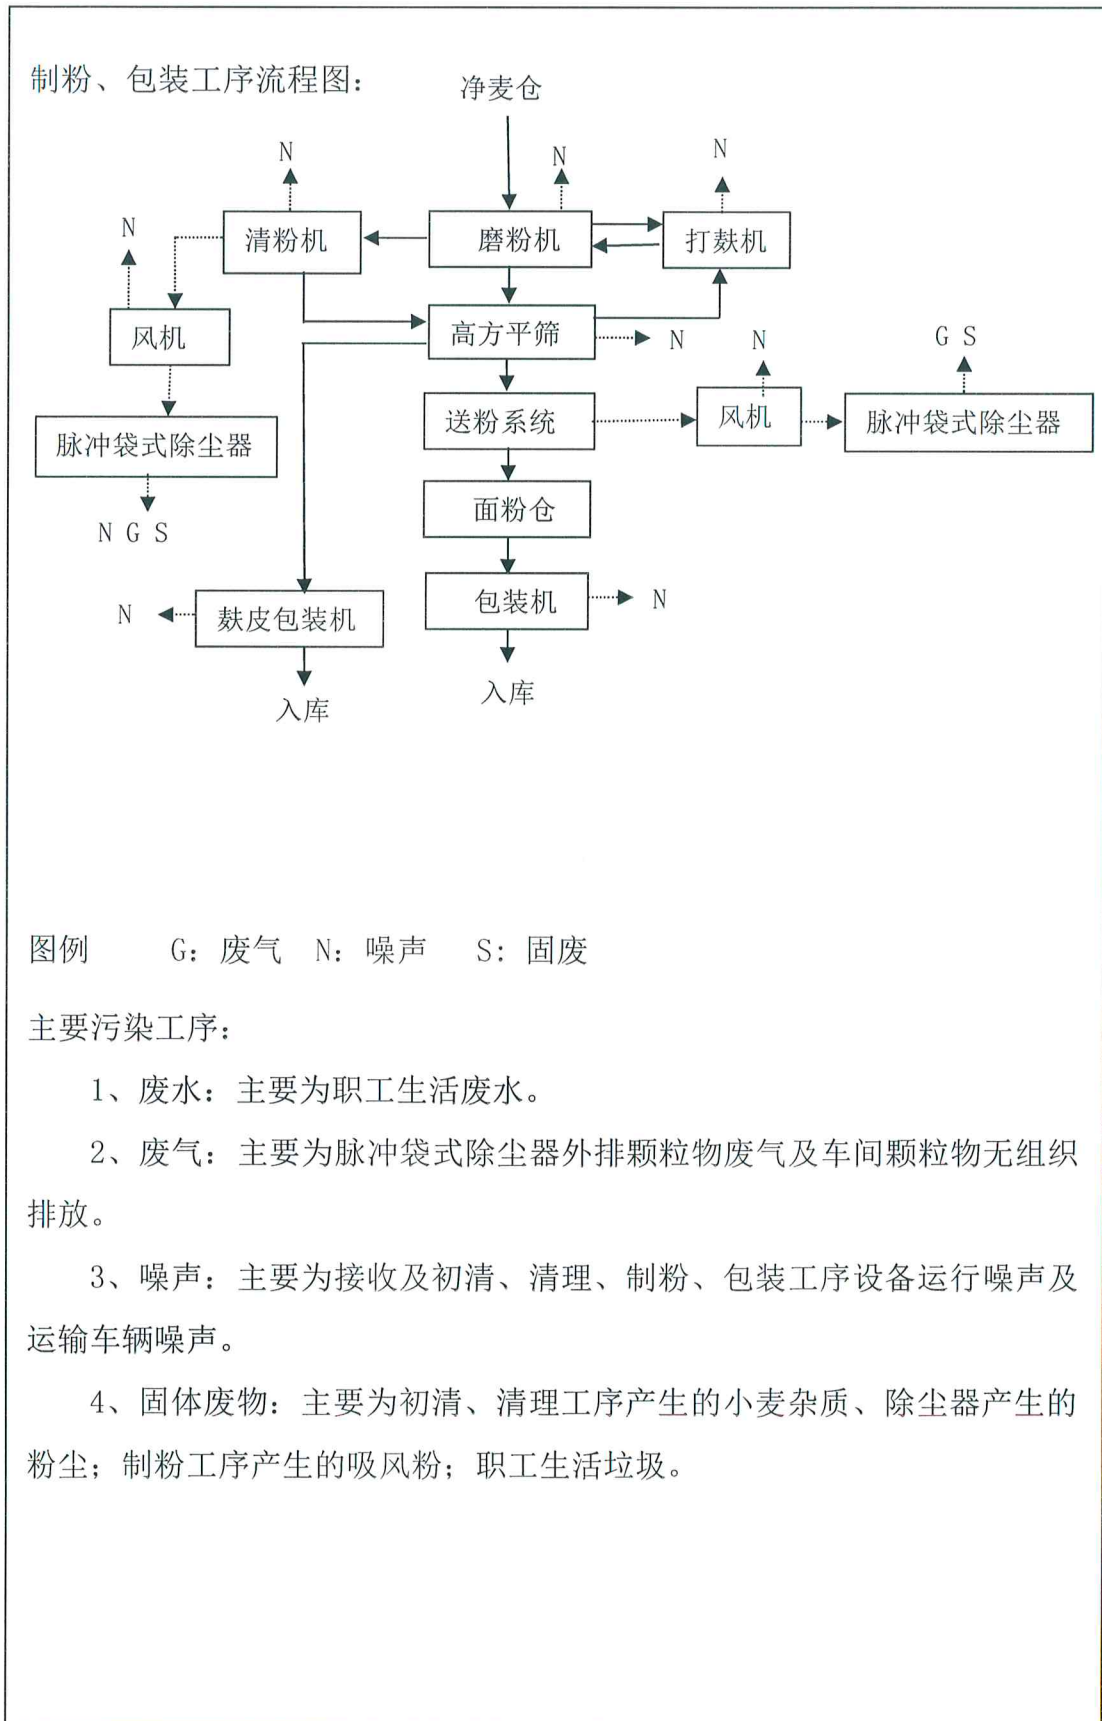 制粉、包装工序流程图：
净麦仓
N
N
N
N
清粉机
磨粉机
打麸机
风机
高方平筛
N
N
G S
脉冲袋式除尘器
送粉系统
风机
脉冲袋式除尘器
N G S
面粉仓
N
麸皮包装机
包装机
N
入库
入库
图例 G：废气 N：噪声 S：固废
主要污染工序：
1、废水：主要为职工生活废水。
2、废气：主要为脉冲袋式除尘器外排颗粒物废气及车间颗粒物无组织
排放。
3、噪声：主要为接收及初清、清理、制粉、包装工序设备运行噪声及
运输车辆噪声。
4、固体废物：主要为初清、清理工序产生的小麦杂质、除尘器产生的
粉尘；制粉工序产生的吸风粉；职工生活垃圾。